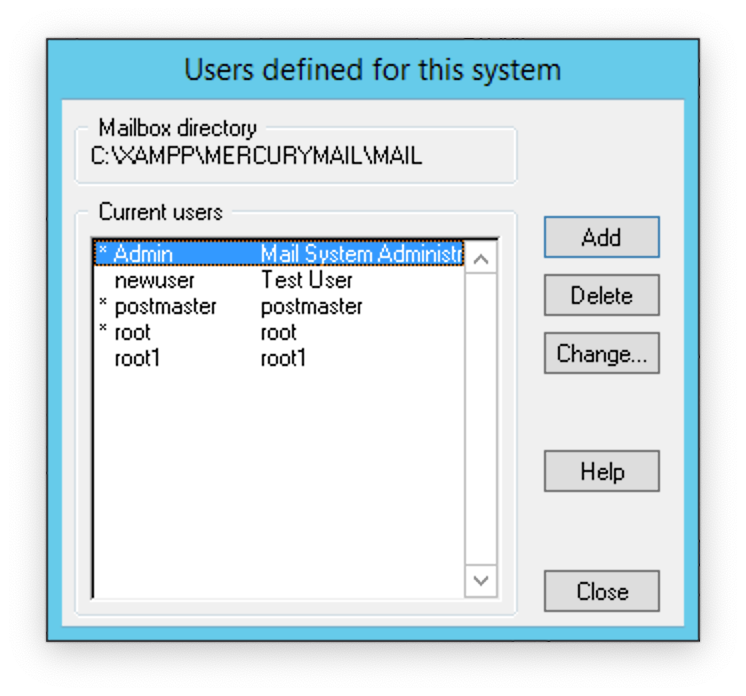 Users defined for this system
Mailbox directory
C:\XAMPP\MERCURYMAIL\MAIL
Current users
* Admin Mail System Administr
newuser Test User
* postmaster postmaster
* root root
root1 root1
Add
Delete
Change...
Help
Close